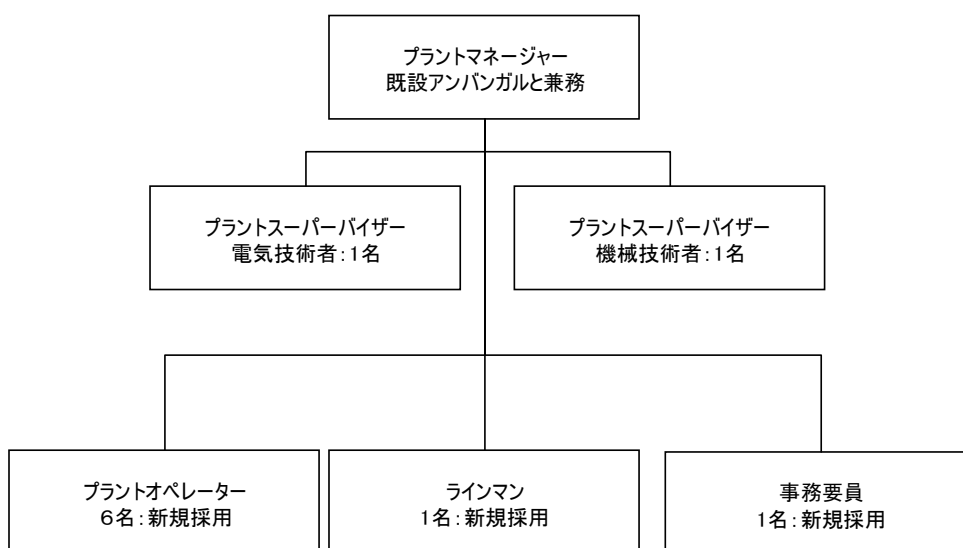 プラントマネージャー
既設アンバンガルと兼務
プラントスーパーバイザー
電気技術者:1名
プラントスーパーバイザー
機械技術者:1名
プラントオペレーター
6名:新規採用
ラインマン
1名:新規採用
事務要員
1名:新規採用